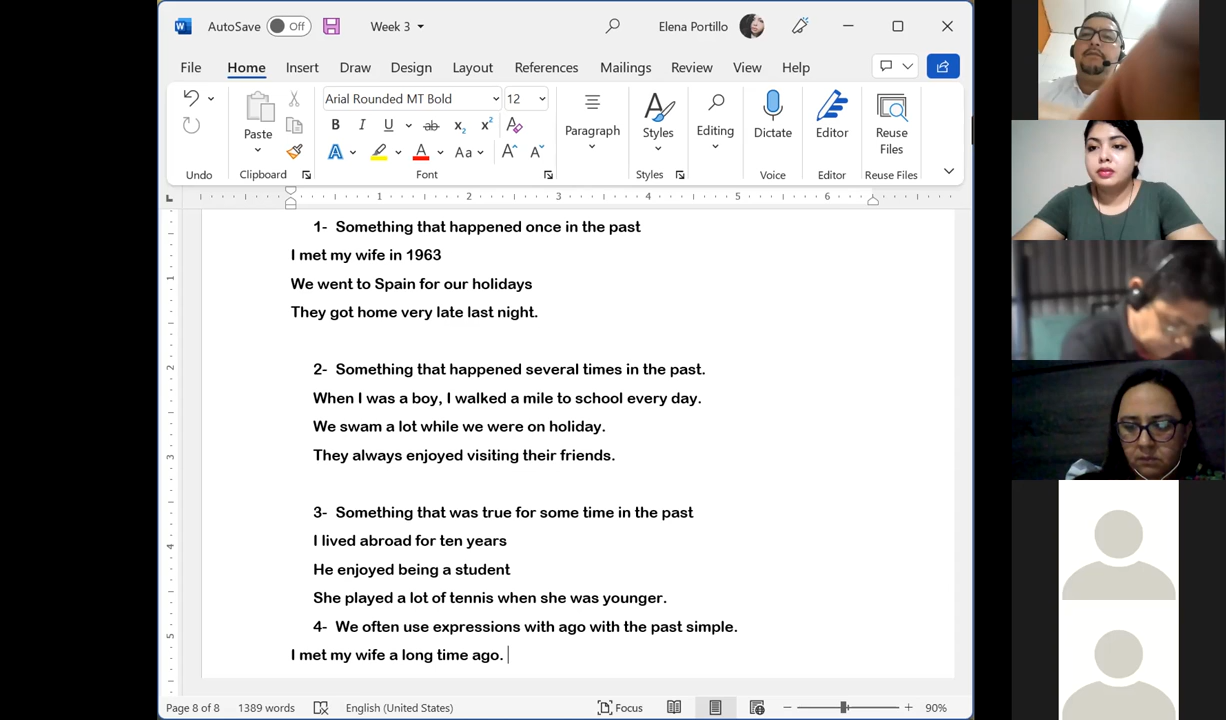 AutoSave Off Week 3 Elena Portillo
File Home Insert Draw Design Layout References Mailings Review View Help
Arial Rounded MT Bold 12
Paste Paragraph Styles Editing Dictate Editor Reuse Files
Undo Clipboard Font Styles Voice Editor Reuse Files
1 2 3 4 5 6
1- Something that happened once in the past
I met my wife in 1963
We went to Spain for our holidays
They got home very late last night.
2- Something that happened several times in the past.
When I was a boy, I walked a mile to school every day.
We swam a lot while we were on holiday.
They always enjoyed visiting their friends.
3- Something that was true for some time in the past
I lived abroad for ten years
He enjoyed being a student
She played a lot of tennis when she was younger.
4- We often use expressions with ago with the past simple.
I met my wife a long time ago.
Page 8 of 8 1389 words English (United States) Focus 90%